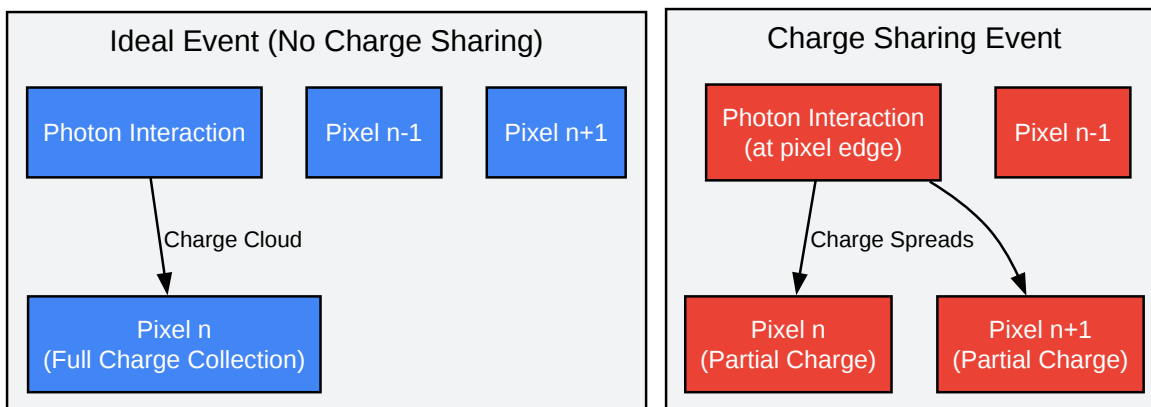 Ideal Event (No Charge Sharing)
Photon Interaction
Pixel n-1
Pixel n+1
Charge Cloud
Pixel n
(Full Charge Collection)
Charge Sharing Event
Photon Interaction
(at pixel edge)
Pixel n-1
Charge Spreads
Pixel n
(Partial Charge)
Pixel n+1
(Partial Charge)